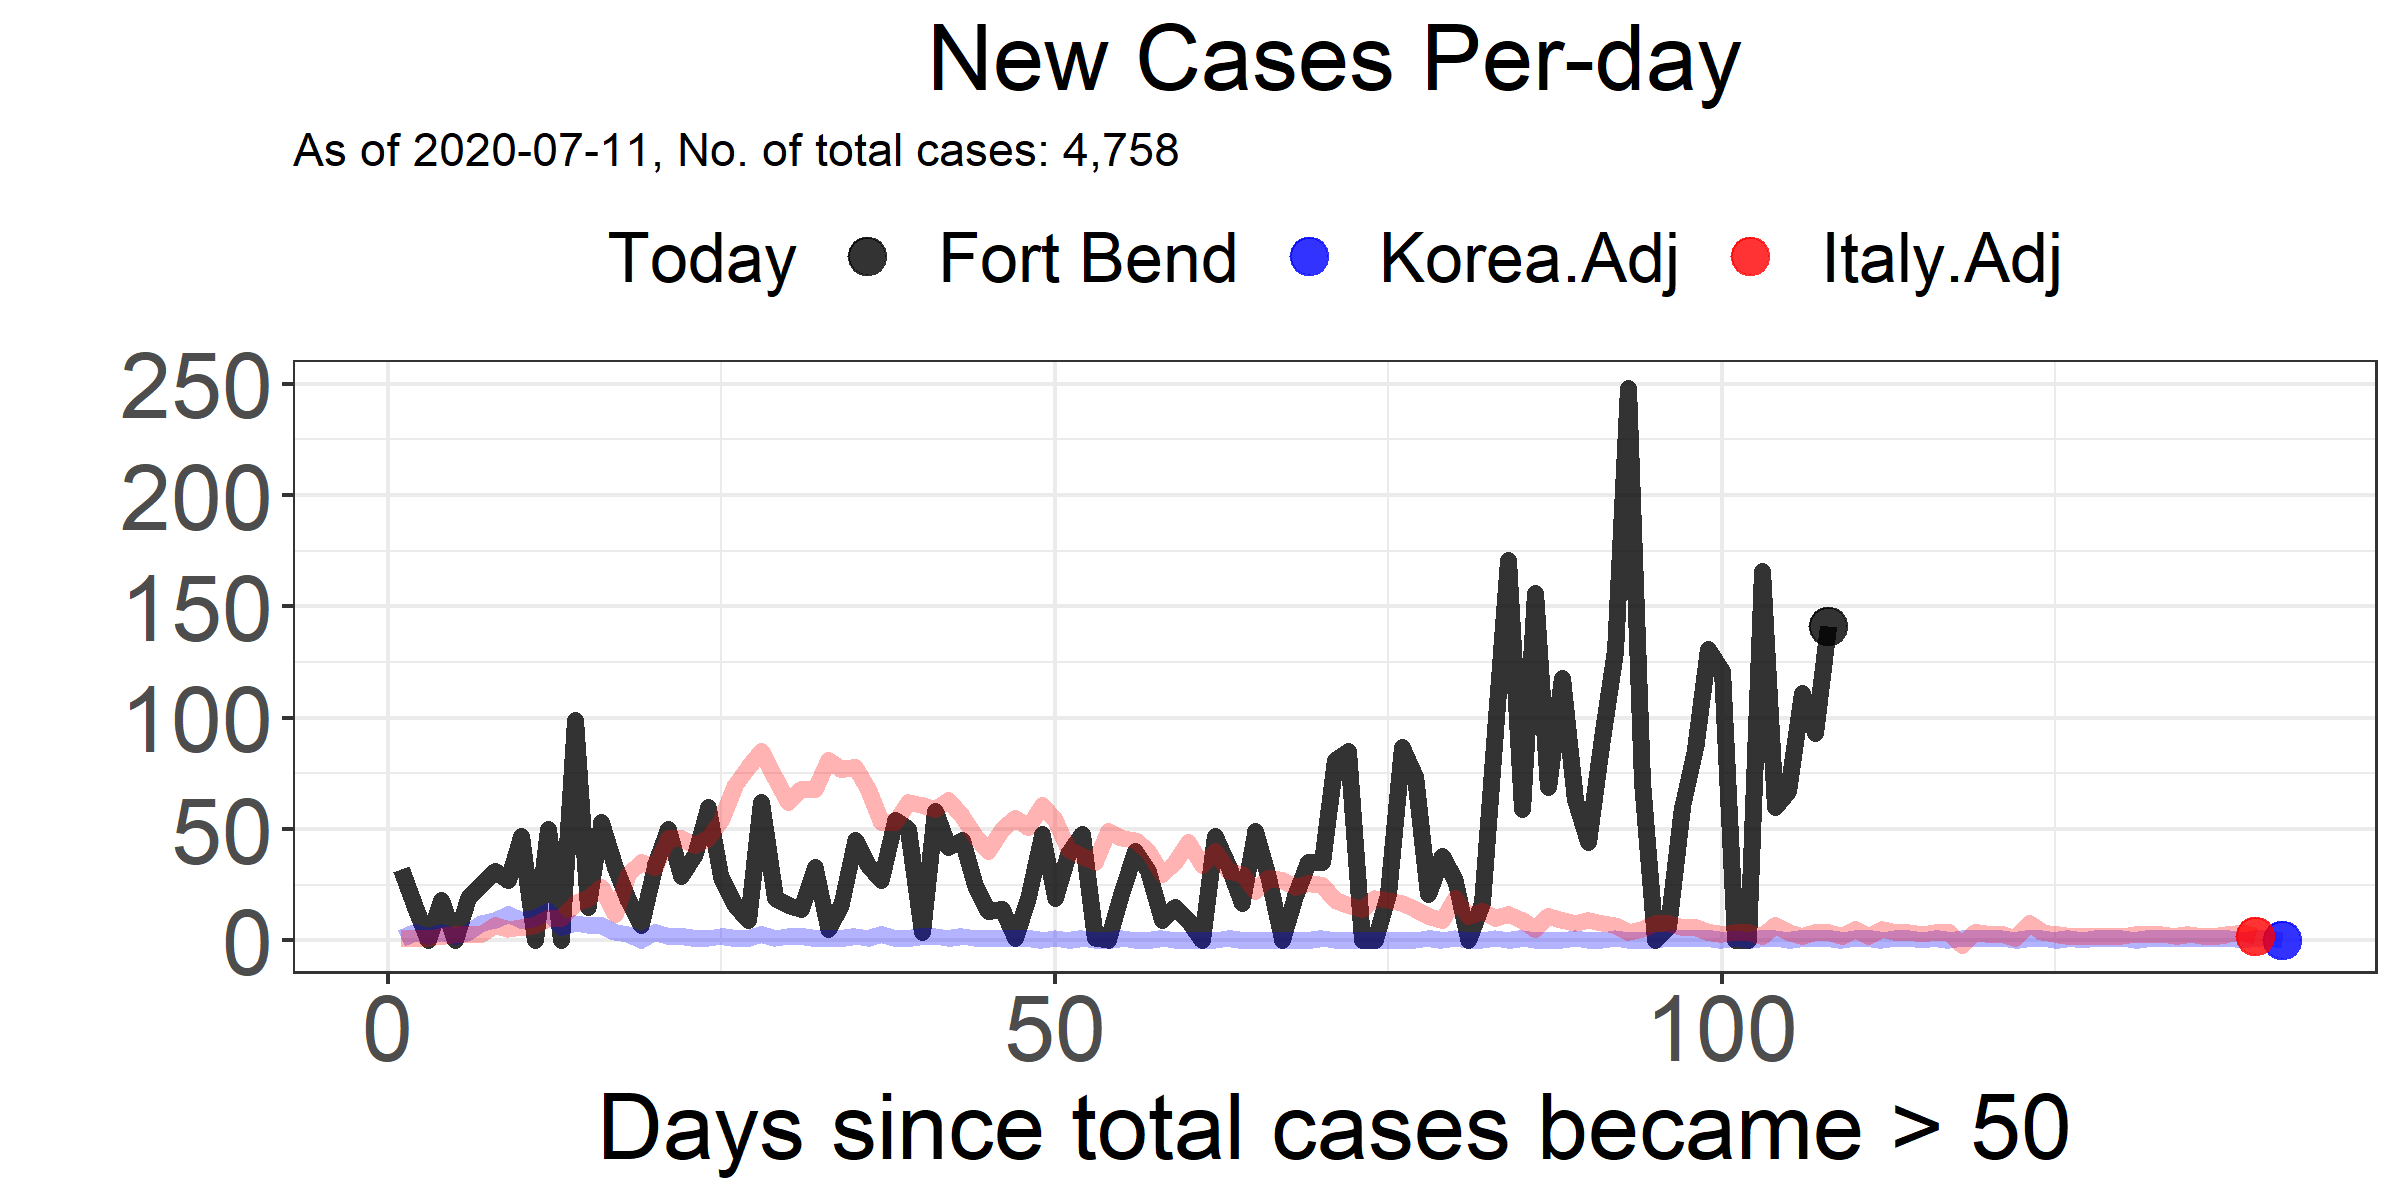 New Cases Per-day
As of 2020-07-11, No. of total cases: 4,758
Today Fort Bend Korea.Adj Italy.Adj
250
200
150
100
50
0
0 50 100
Days since total cases became > 50